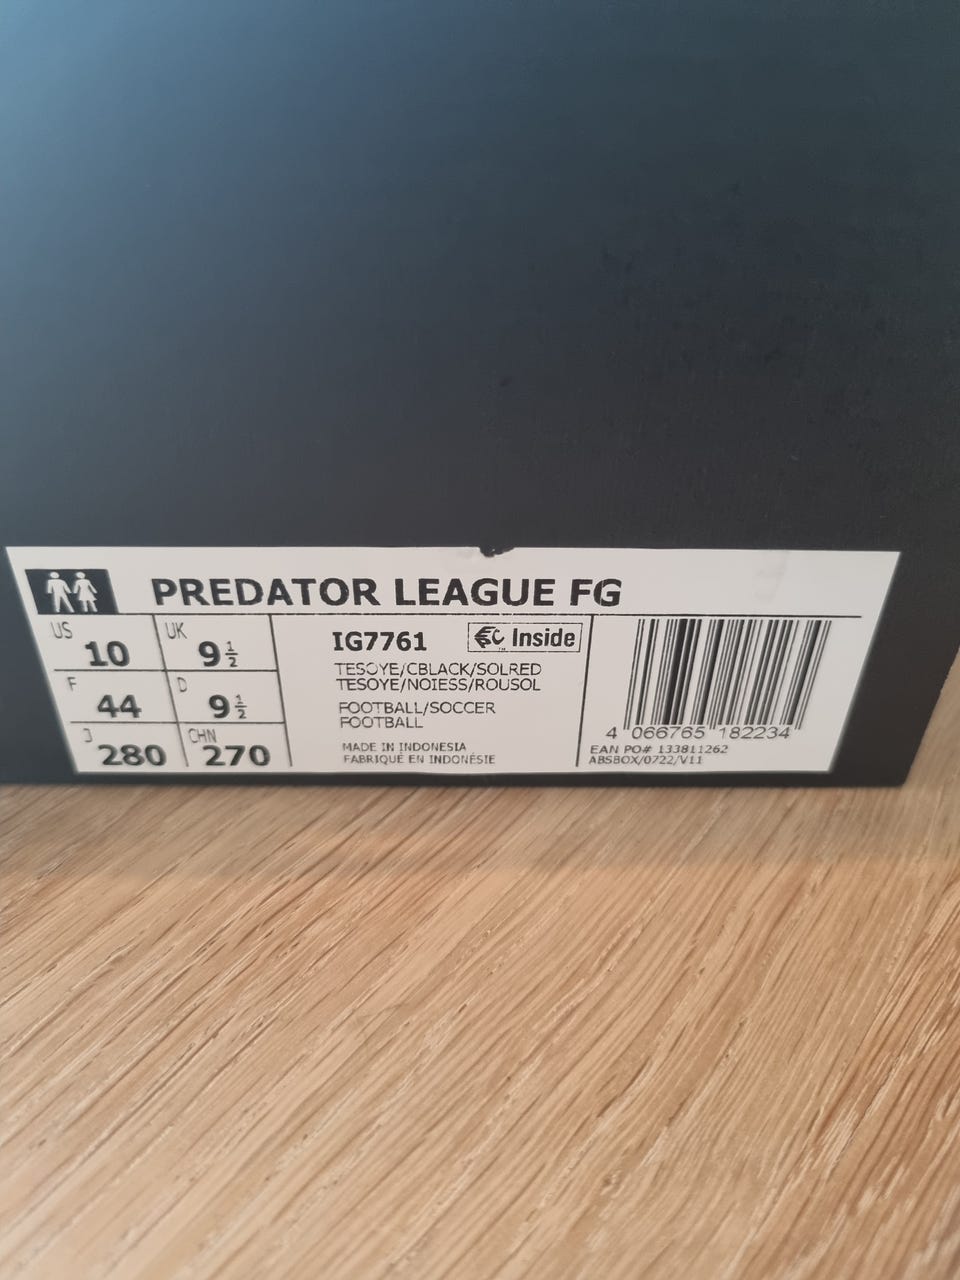 PREDATOR LEAGUE FG
US 10 UK 9 1/2
F 44 D 9 1/2
J 280 CHN 270
IG7761 Inside
TESOYE/CBLACK/SOLRED
TESOYE/NOIESS/ROUSOL
FOOTBALL/SOCCER
FOOTBALL
MADE IN INDONESIA
FABRIQUÉ EN INDONÉSIE
4 066765 182234
EAN PO# 133811262
ABSBOX/0722/V11